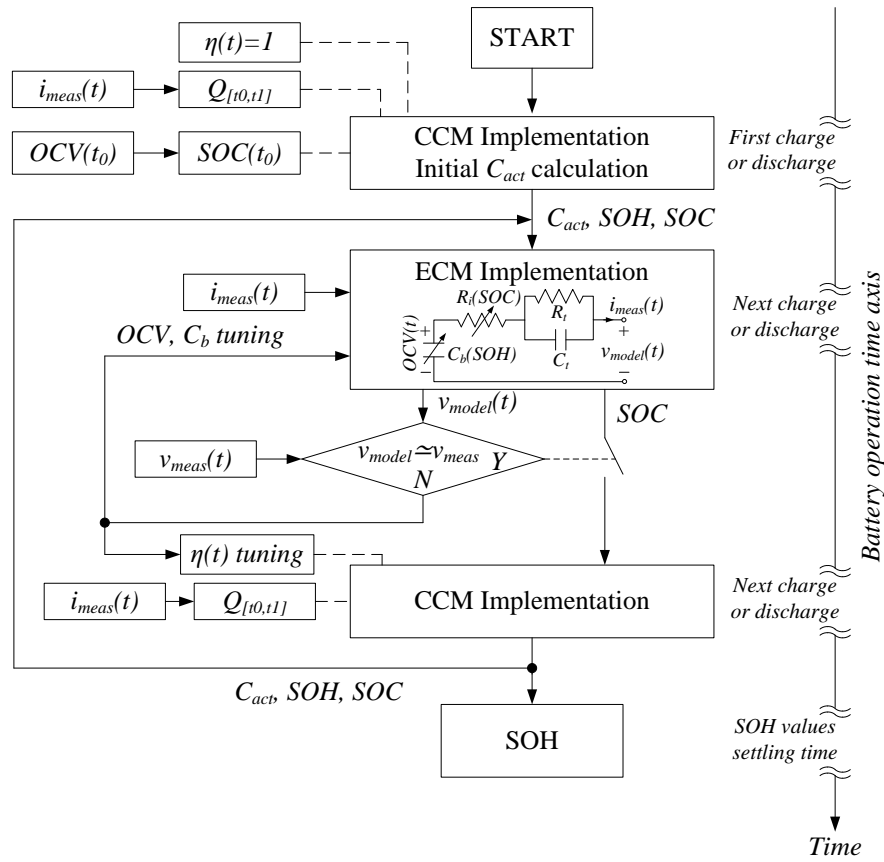 START
η(t)=1
i_meas(t)
Q_[t0,t1]
OCV(t_0)
SOC(t_0)
CCM Implementation
Initial C_act calculation
First charge
or discharge
C_act, SOH, SOC
ECM Implementation
i_meas(t)
R_i(SOC)
R_t
i_meas(t)
OCV(t)
+
−
C_b(SOH)
C_t
+
v_model(t)
−
Next charge
or discharge
OCV, C_b tuning
v_model(t)
SOC
v_meas(t)
v_model≃v_meas
Y
N
η(t) tuning
i_meas(t)
Q_[t0,t1]
CCM Implementation
Next charge
or discharge
C_act, SOH, SOC
SOH
SOH values
settling time
Battery operation time axis
Time